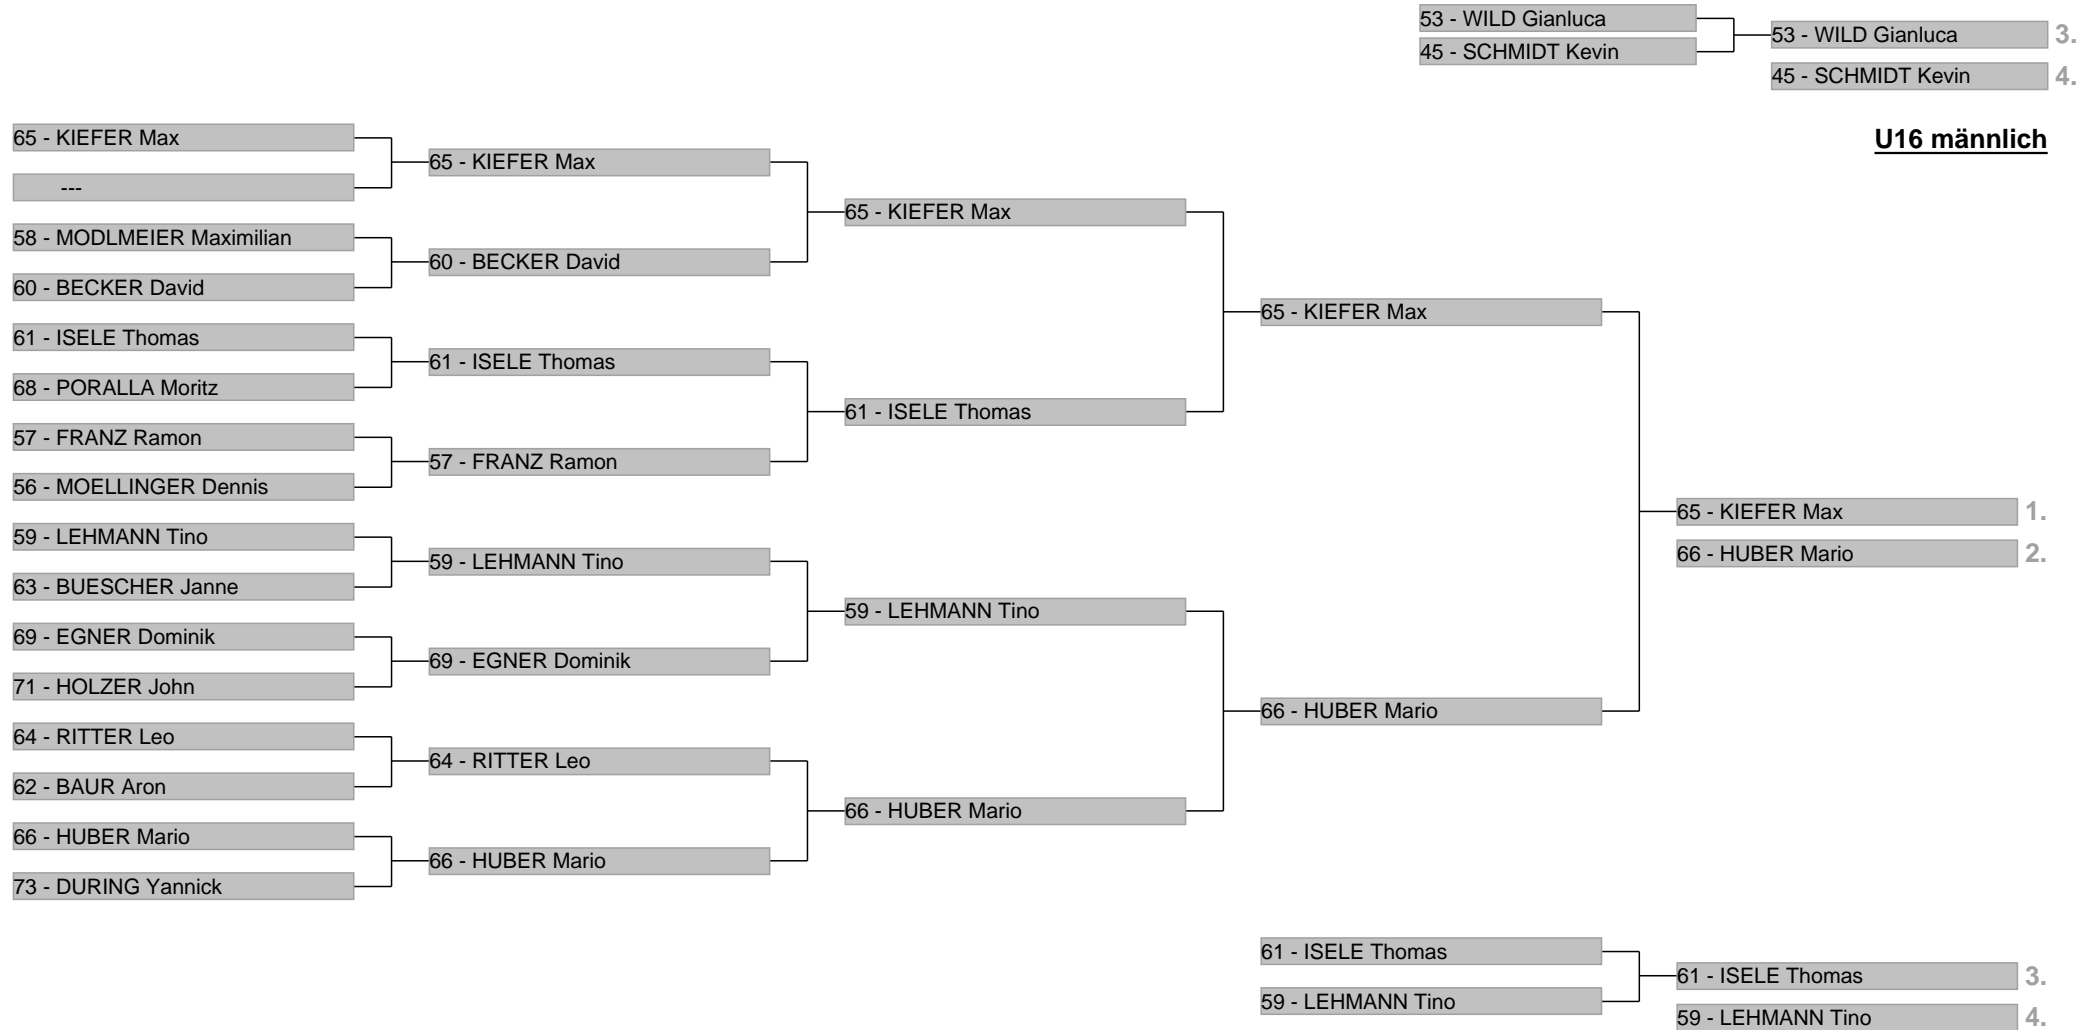 53 - WILD Gianluca
45 - SCHMIDT Kevin
53 - WILD Gianluca 3.
45 - SCHMIDT Kevin 4.
U16 männlich
65 - KIEFER Max
---
58 - MODLMEIER Maximilian
60 - BECKER David
61 - ISELE Thomas
68 - PORALLA Moritz
57 - FRANZ Ramon
56 - MOELLINGER Dennis
59 - LEHMANN Tino
63 - BUESCHER Janne
69 - EGNER Dominik
71 - HOLZER John
64 - RITTER Leo
62 - BAUR Aron
66 - HUBER Mario
73 - DURING Yannick
65 - KIEFER Max
60 - BECKER David
61 - ISELE Thomas
57 - FRANZ Ramon
59 - LEHMANN Tino
69 - EGNER Dominik
64 - RITTER Leo
66 - HUBER Mario
65 - KIEFER Max
61 - ISELE Thomas
59 - LEHMANN Tino
66 - HUBER Mario
65 - KIEFER Max
66 - HUBER Mario
65 - KIEFER Max 1.
66 - HUBER Mario 2.
61 - ISELE Thomas
59 - LEHMANN Tino
61 - ISELE Thomas 3.
59 - LEHMANN Tino 4.